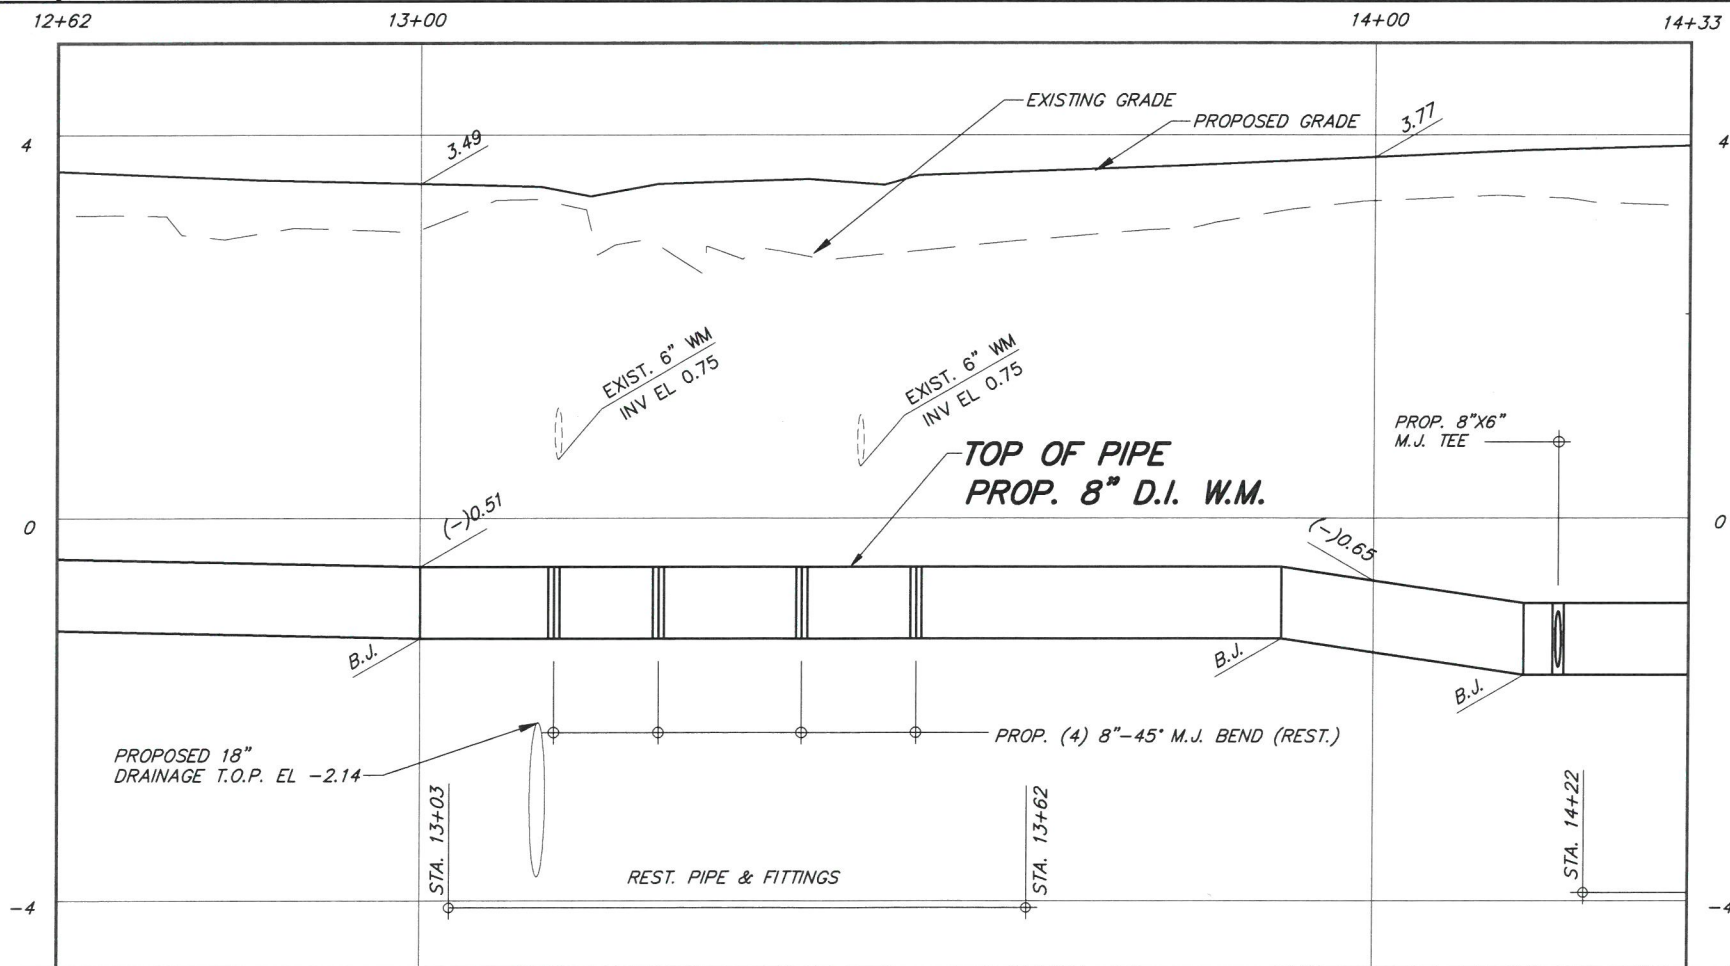 12+62
13+00
14+00
14+33
EXISTING GRADE
PROPOSED GRADE
3.49
3.77
4
4
EXIST. 6" WM
INV EL 0.75
EXIST. 6" WM
INV EL 0.75
PROP. 8"X6"
M.J. TEE
TOP OF PIPE
PROP. 8" D.I. W.M.
0
0
(-)0.51
(-)0.65
B.J.
B.J.
B.J.
PROP. (4) 8"-45° M.J. BEND (REST.)
PROPOSED 18"
DRAINAGE T.O.P. EL -2.14
STA. 13+03
STA. 13+62
STA. 14+22
REST. PIPE & FITTINGS
-4
-4